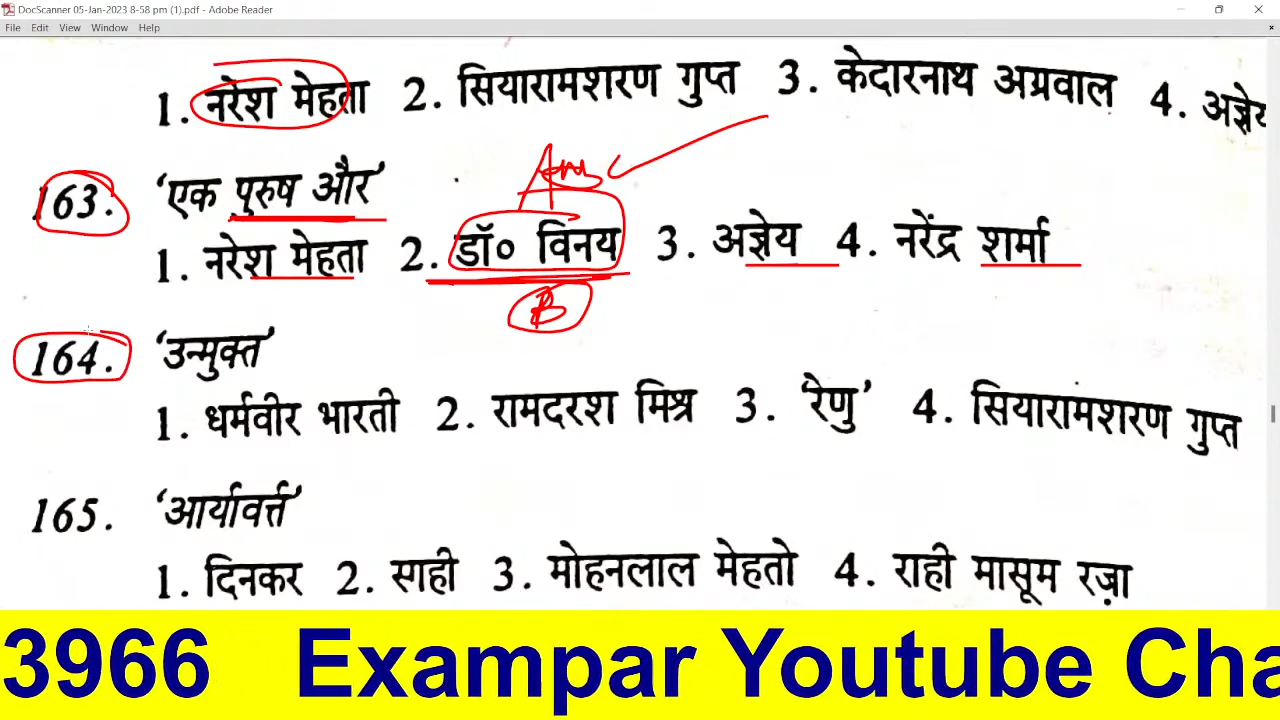 DocScanner 05-Jan-2023 8-58 pm (1).pdf - Adobe Reader
File Edit View Window Help
1. नरेश मेहता 2. सियारामशरण गुप्त 3. केदारनाथ अग्रवाल 4. अज्ञेय
Ans
163. 'एक पुरुष और'
1. नरेश मेहता 2. डॉ० विनय 3. अज्ञेय 4. नरेंद्र शर्मा
B
164. 'उन्मुक्त'
1. धर्मवीर भारती 2. रामदरश मिश्र 3. 'रेणु' 4. सियारामशरण गुप्त
165. 'आर्यावर्त्त'
1. दिनकर 2. साही 3. मोहनलाल मेहतो 4. राही मासूम रज़ा
3966 Exampar Youtube Cha